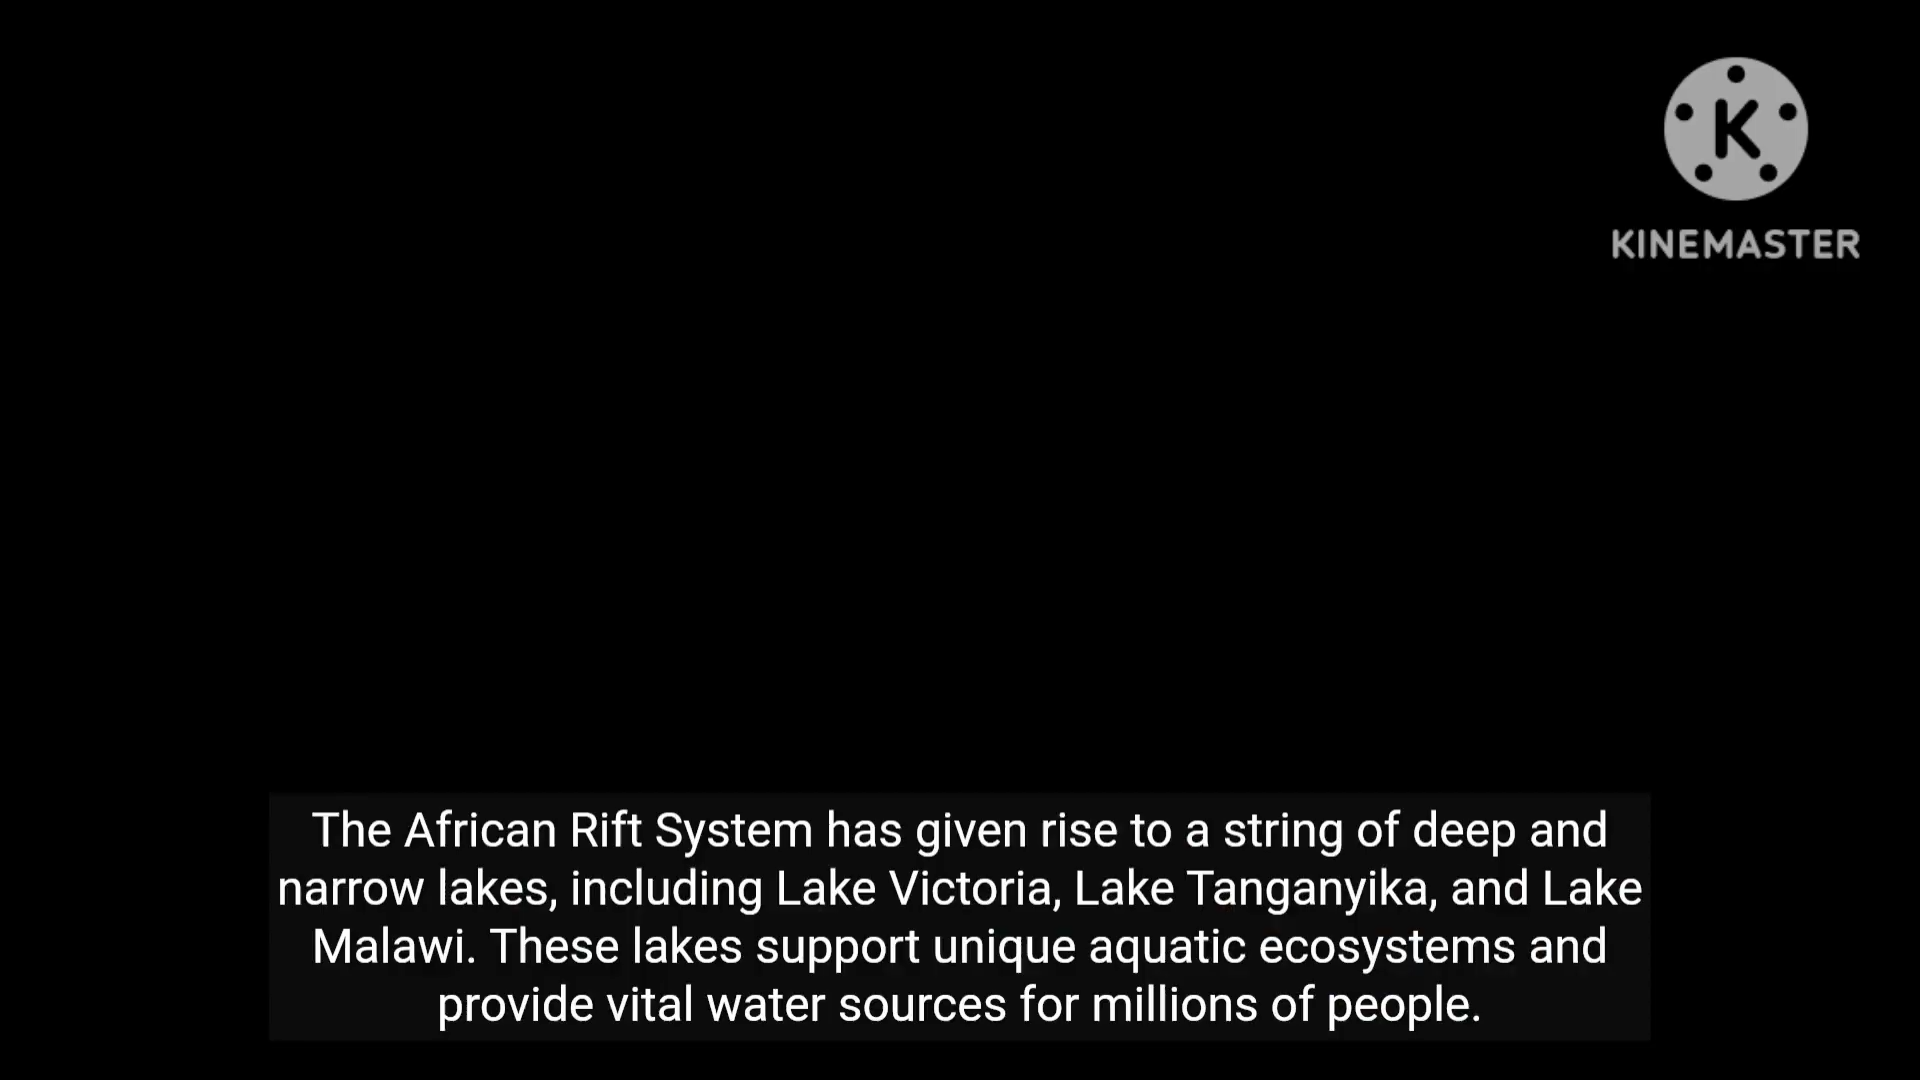 K
KINEMASTER
The African Rift System has given rise to a string of deep and
narrow lakes, including Lake Victoria, Lake Tanganyika, and Lake
Malawi. These lakes support unique aquatic ecosystems and
provide vital water sources for millions of people.